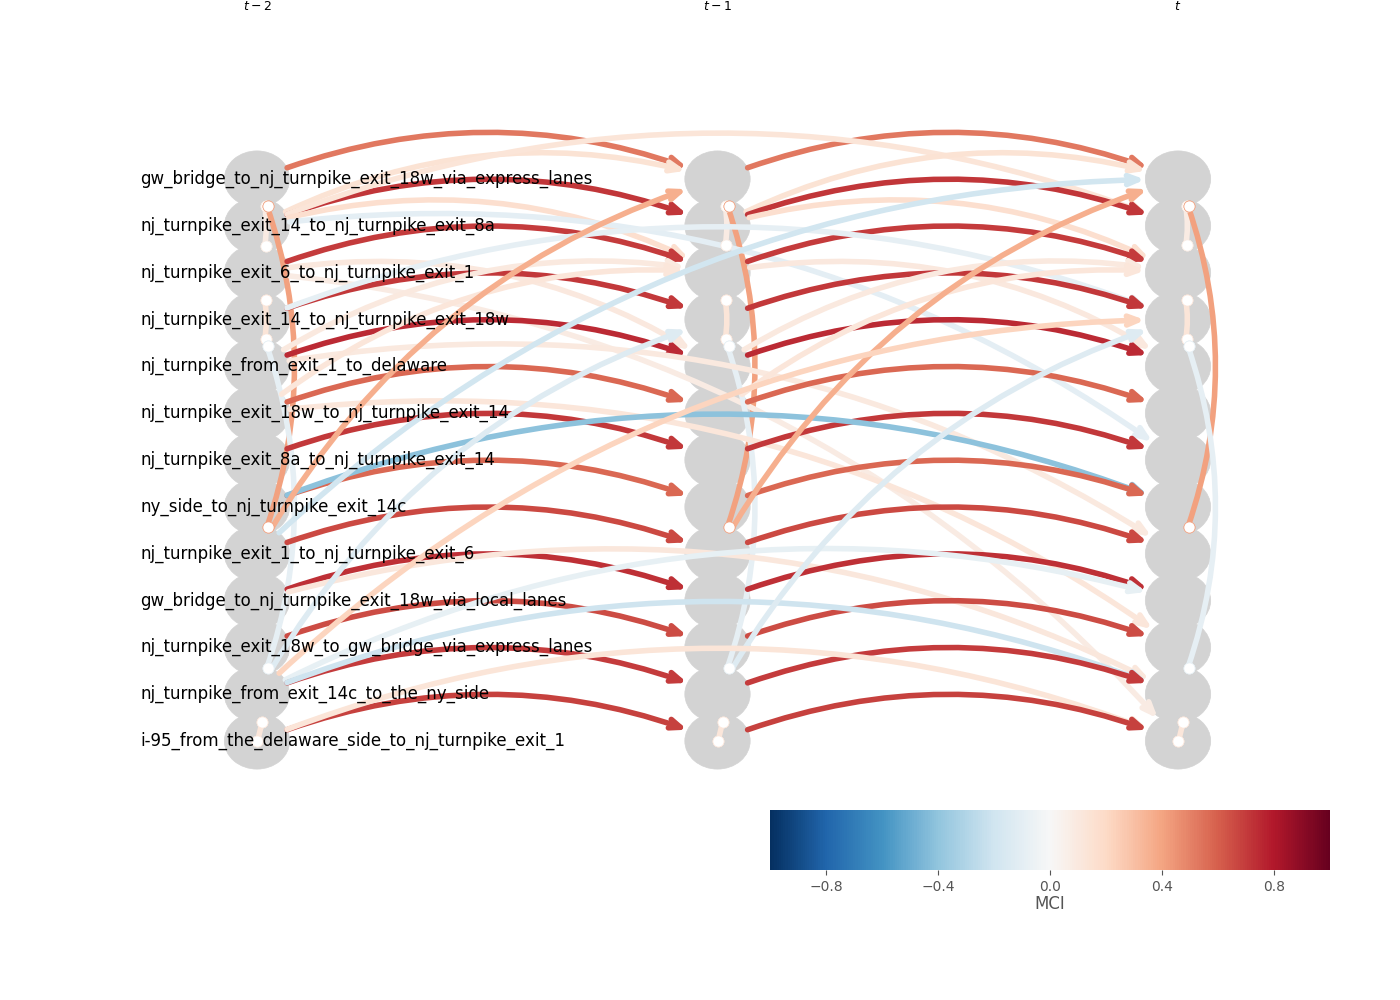 t − 2 t − 1 t
gw_bridge_to_nj_turnpike_exit_18w_via_express_lanes
nj_turnpike_exit_14_to_nj_turnpike_exit_8a
nj_turnpike_exit_6_to_nj_turnpike_exit_1
nj_turnpike_exit_14_to_nj_turnpike_exit_18w
nj_turnpike_from_exit_1_to_delaware
nj_turnpike_exit_18w_to_nj_turnpike_exit_14
nj_turnpike_exit_8a_to_nj_turnpike_exit_14
ny_side_to_nj_turnpike_exit_14c
nj_turnpike_exit_1_to_nj_turnpike_exit_6
gw_bridge_to_nj_turnpike_exit_18w_via_local_lanes
nj_turnpike_exit_18w_to_gw_bridge_via_express_lanes
nj_turnpike_from_exit_14c_to_the_ny_side
i-95_from_the_delaware_side_to_nj_turnpike_exit_1
−0.8 −0.4 0.0 0.4 0.8
MCI